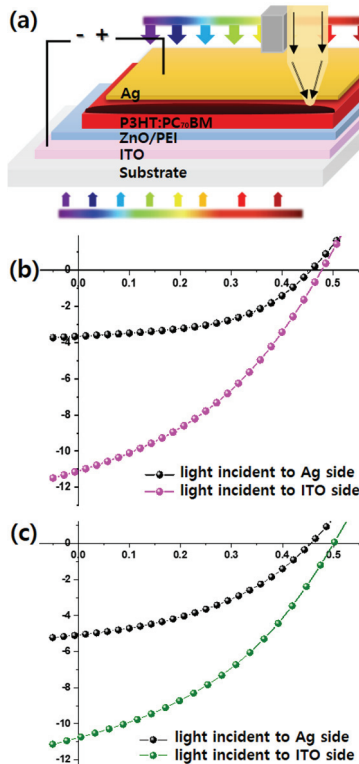 (a)
- +
Ag
P3HT:PC₇₀BM
ZnO/PEI
ITO
Substrate
(b)
0
0.0 0.1 0.2 0.3 0.4 0.5
-2
-4
-6
-8
-10
-12
light incident to Ag side
light incident to ITO side
(c)
0
0.0 0.1 0.2 0.3 0.4 0.5
-2
-4
-6
-8
-10
-12
light incident to Ag side
light incident to ITO side